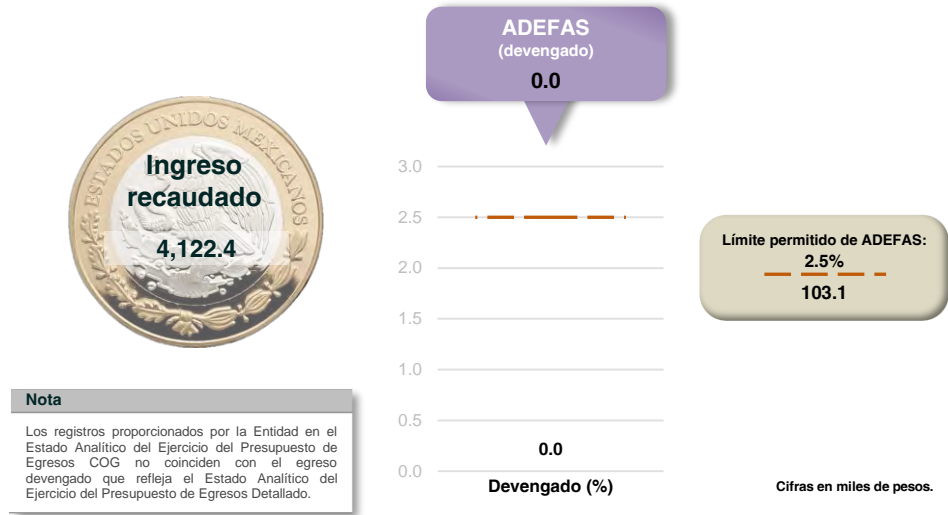 ADEFAS
(devengado)
0.0
ESTADOS UNIDOS MEXICANOS
Ingreso
recaudado
4,122.4
3.0
2.5
2.0
1.5
1.0
0.5
0.0
0.0
Devengado (%)
Límite permitido de ADEFAS:
2.5%
103.1
Nota
Los registros proporcionados por la Entidad en el
Estado Analítico del Ejercicio del Presupuesto de
Egresos COG no coinciden con el egreso
devengado que refleja el Estado Analítico del
Ejercicio del Presupuesto de Egresos Detallado.
Cifras en miles de pesos.